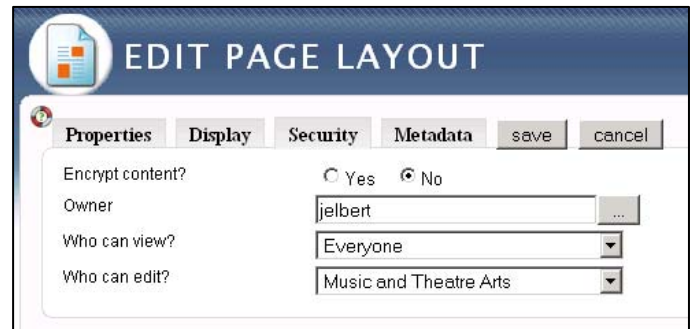 EDIT PAGE LAYOUT
Properties Display Security Metadata save cancel
Encrypt content? Yes No
Owner jelbert ...
Who can view? Everyone
Who can edit? Music and Theatre Arts